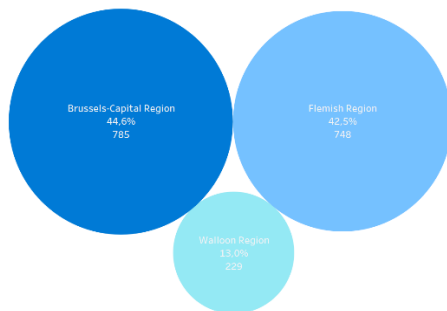 Brussels-Capital Region
44,6%
785
Flemish Region
42,5%
748
Walloon Region
13,0%
229